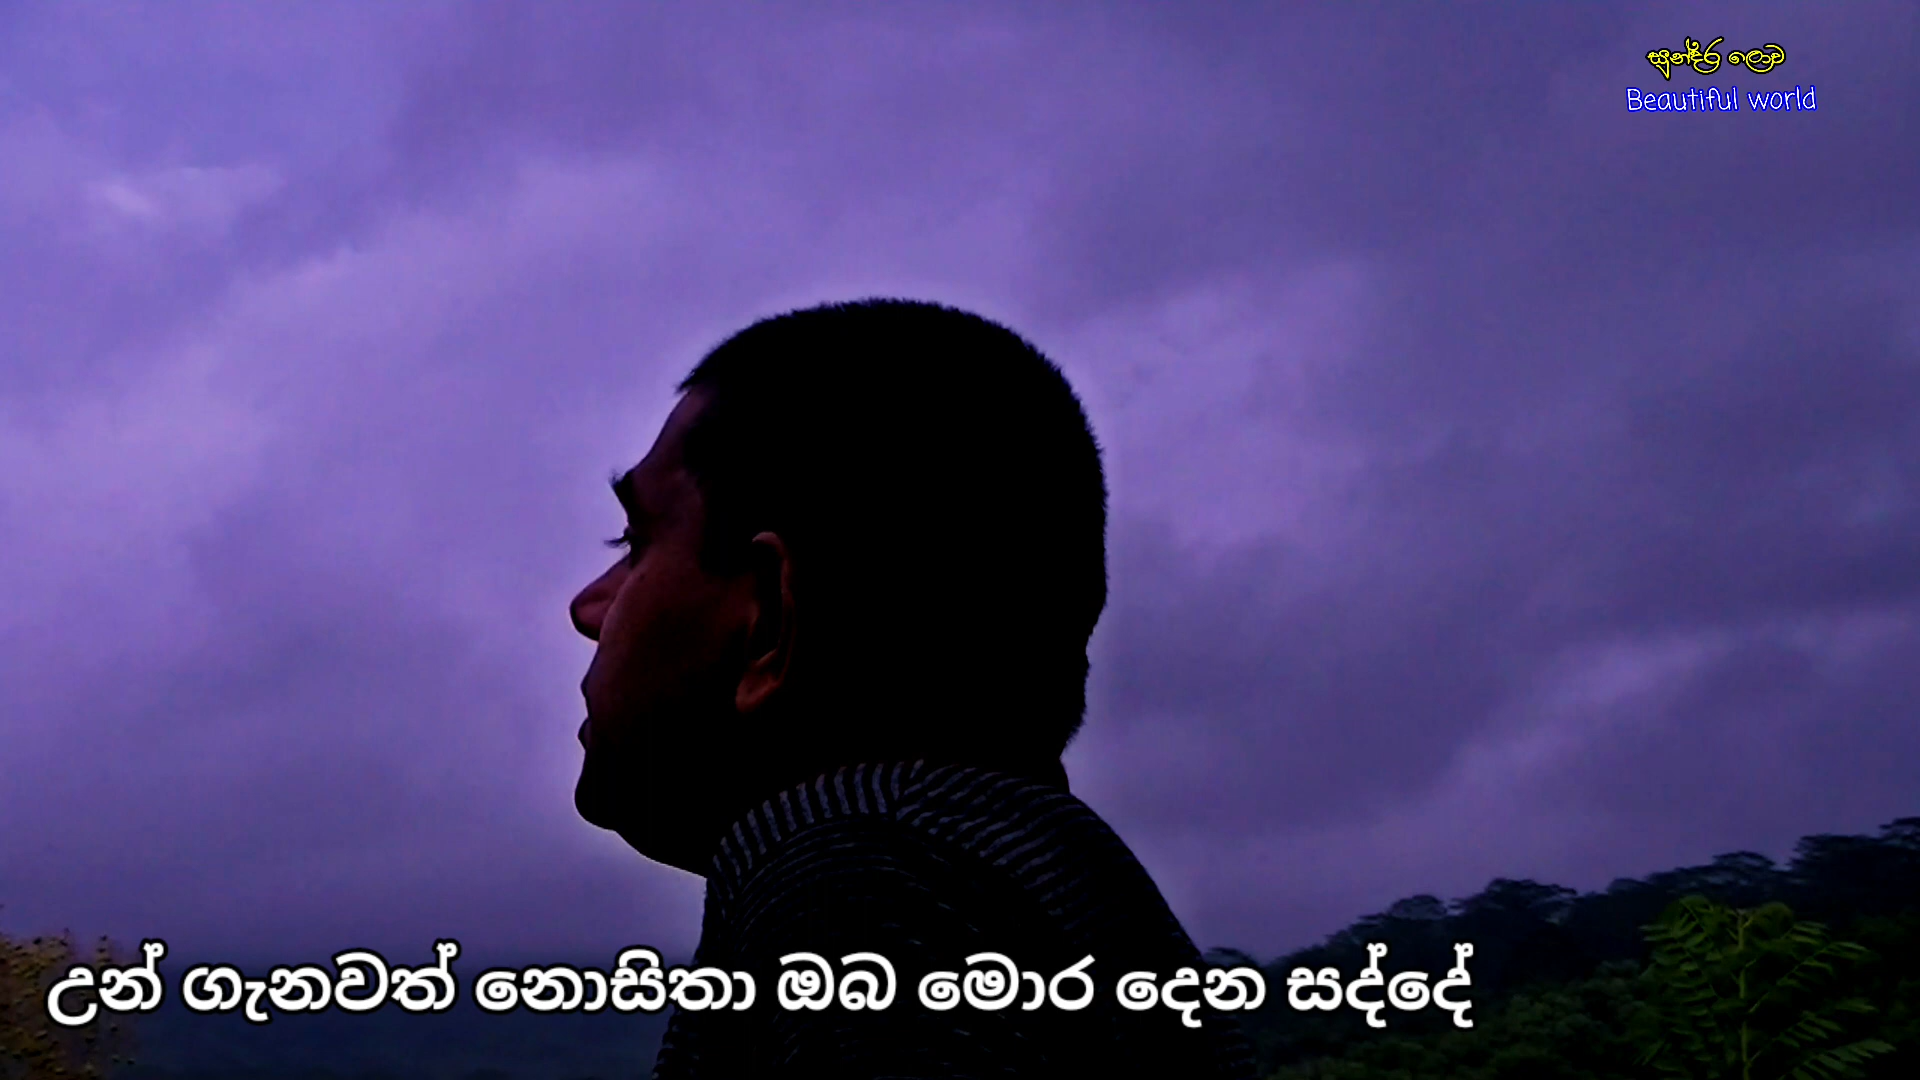 සුන්දර ලොව
Beautiful world
උන් ගැනවත් නොසිතා ඔබ මොර දෙන සද්දේ